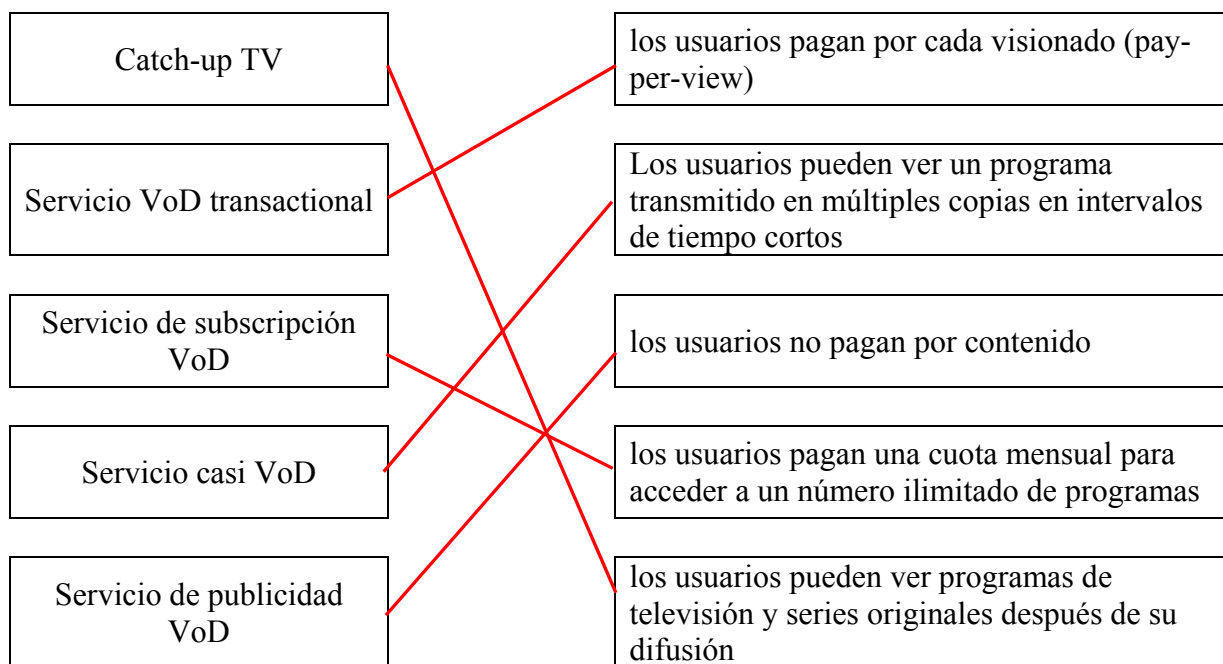 Catch-up TV
los usuarios pagan por cada visionado (pay-
per-view)
Servicio VoD transactional
Los usuarios pueden ver un programa
transmitido en múltiples copias en intervalos
de tiempo cortos
Servicio de subscripción
VoD
los usuarios no pagan por contenido
Servicio casi VoD
los usuarios pagan una cuota mensual para
acceder a un número ilimitado de programas
Servicio de publicidad
VoD
los usuarios pueden ver programas de
televisión y series originales después de su
difusión